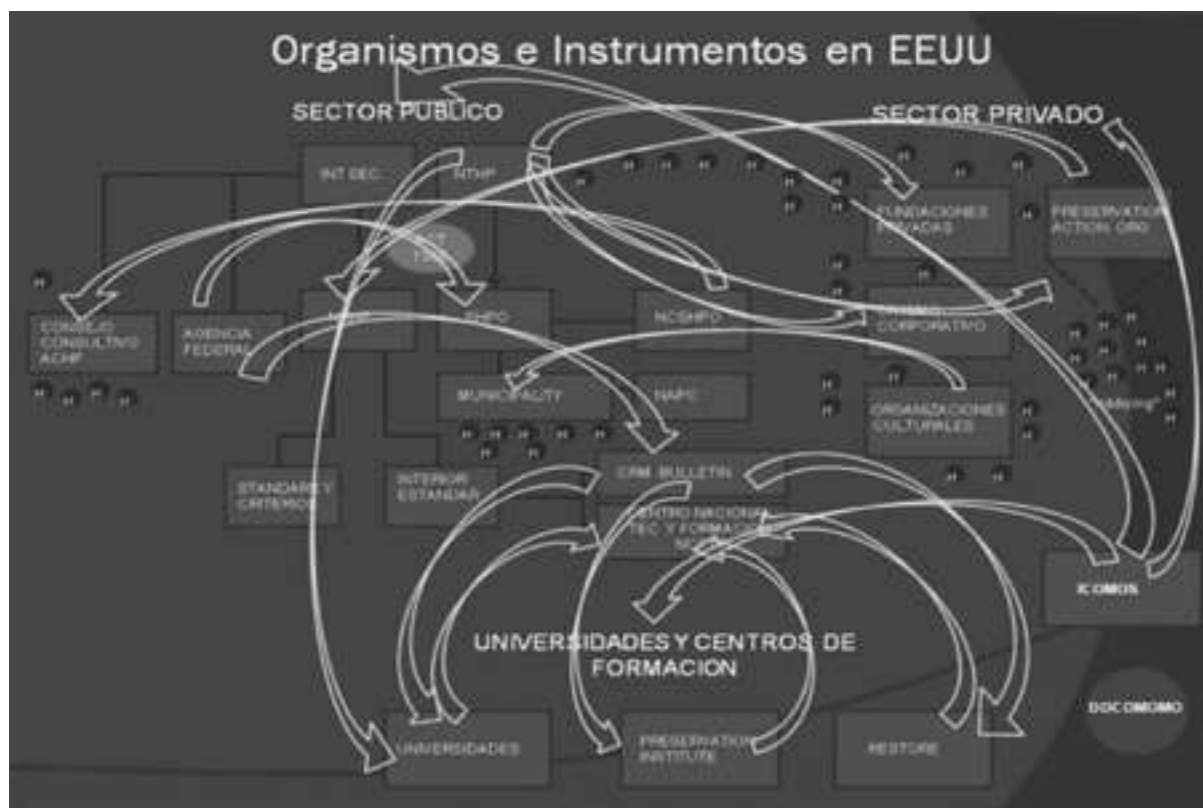 Organismos e Instrumentos en EEUU
SECTOR PUBLICO
SECTOR PRIVADO
INT DEC.
NTHP
FUNDACIONES
PRIVADAS
PRESERVATION
ACTION. ORG
CONSEJO
CONSULTIVO
ACHP
AGENCIA
FEDERAL
SHPO
NCSHPO
CORPORATIVO
MUNICIPALITY
NAPC
ORGANIZACIONES
CULTURALES
STANDARS Y
CRITERIOS
INTERIOR
ESTANDAR
CRM. BULLETIN
CENTRO NACIONAL
TEC. Y FORMACION
ICOMOS
UNIVERSIDADES Y CENTROS DE
FORMACION
DOCOMOMO
UNIVERSIDADES
PRESERVATION
INSTITUTE
RESTORE